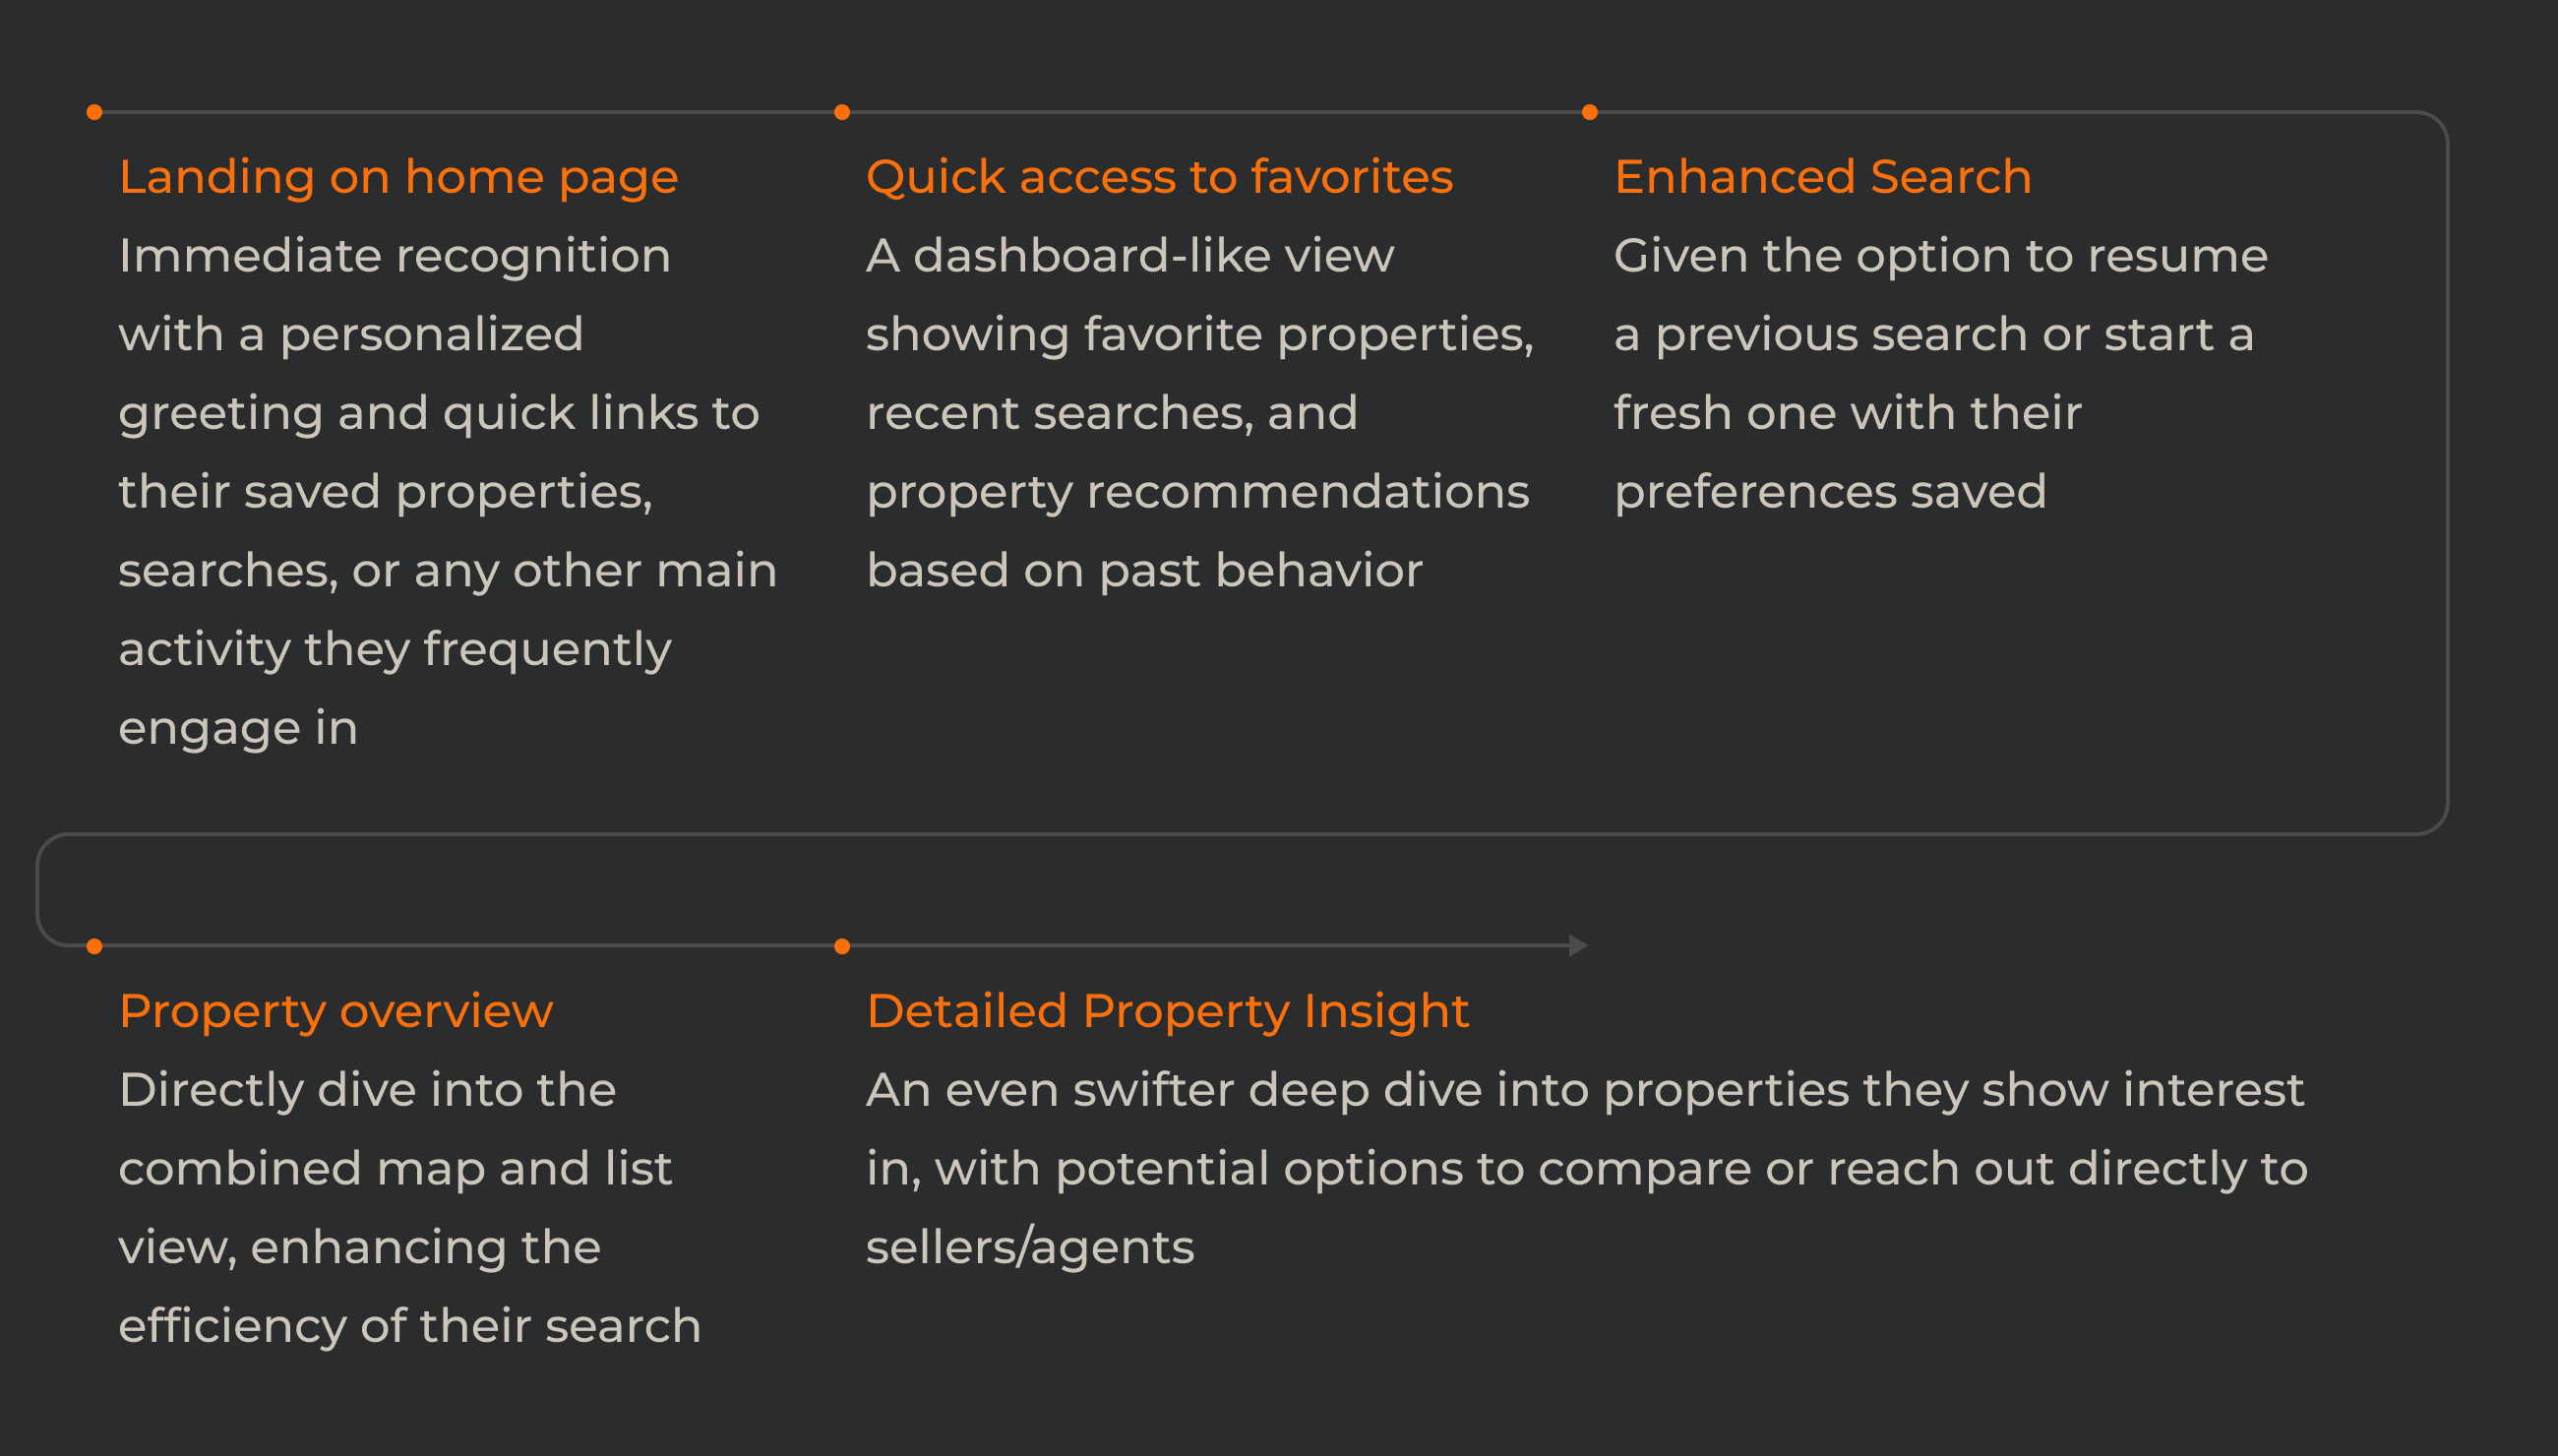 Landing on home page
Immediate recognition
with a personalized
greeting and quick links to
their saved properties,
searches, or any other main
activity they frequently
engage in
Quick access to favorites
A dashboard-like view
showing favorite properties,
recent searches, and
property recommendations
based on past behavior
Enhanced Search
Given the option to resume
a previous search or start a
fresh one with their
preferences saved
Property overview
Directly dive into the
combined map and list
view, enhancing the
efficiency of their search
Detailed Property Insight
An even swifter deep dive into properties they show interest
in, with potential options to compare or reach out directly to
sellers/agents